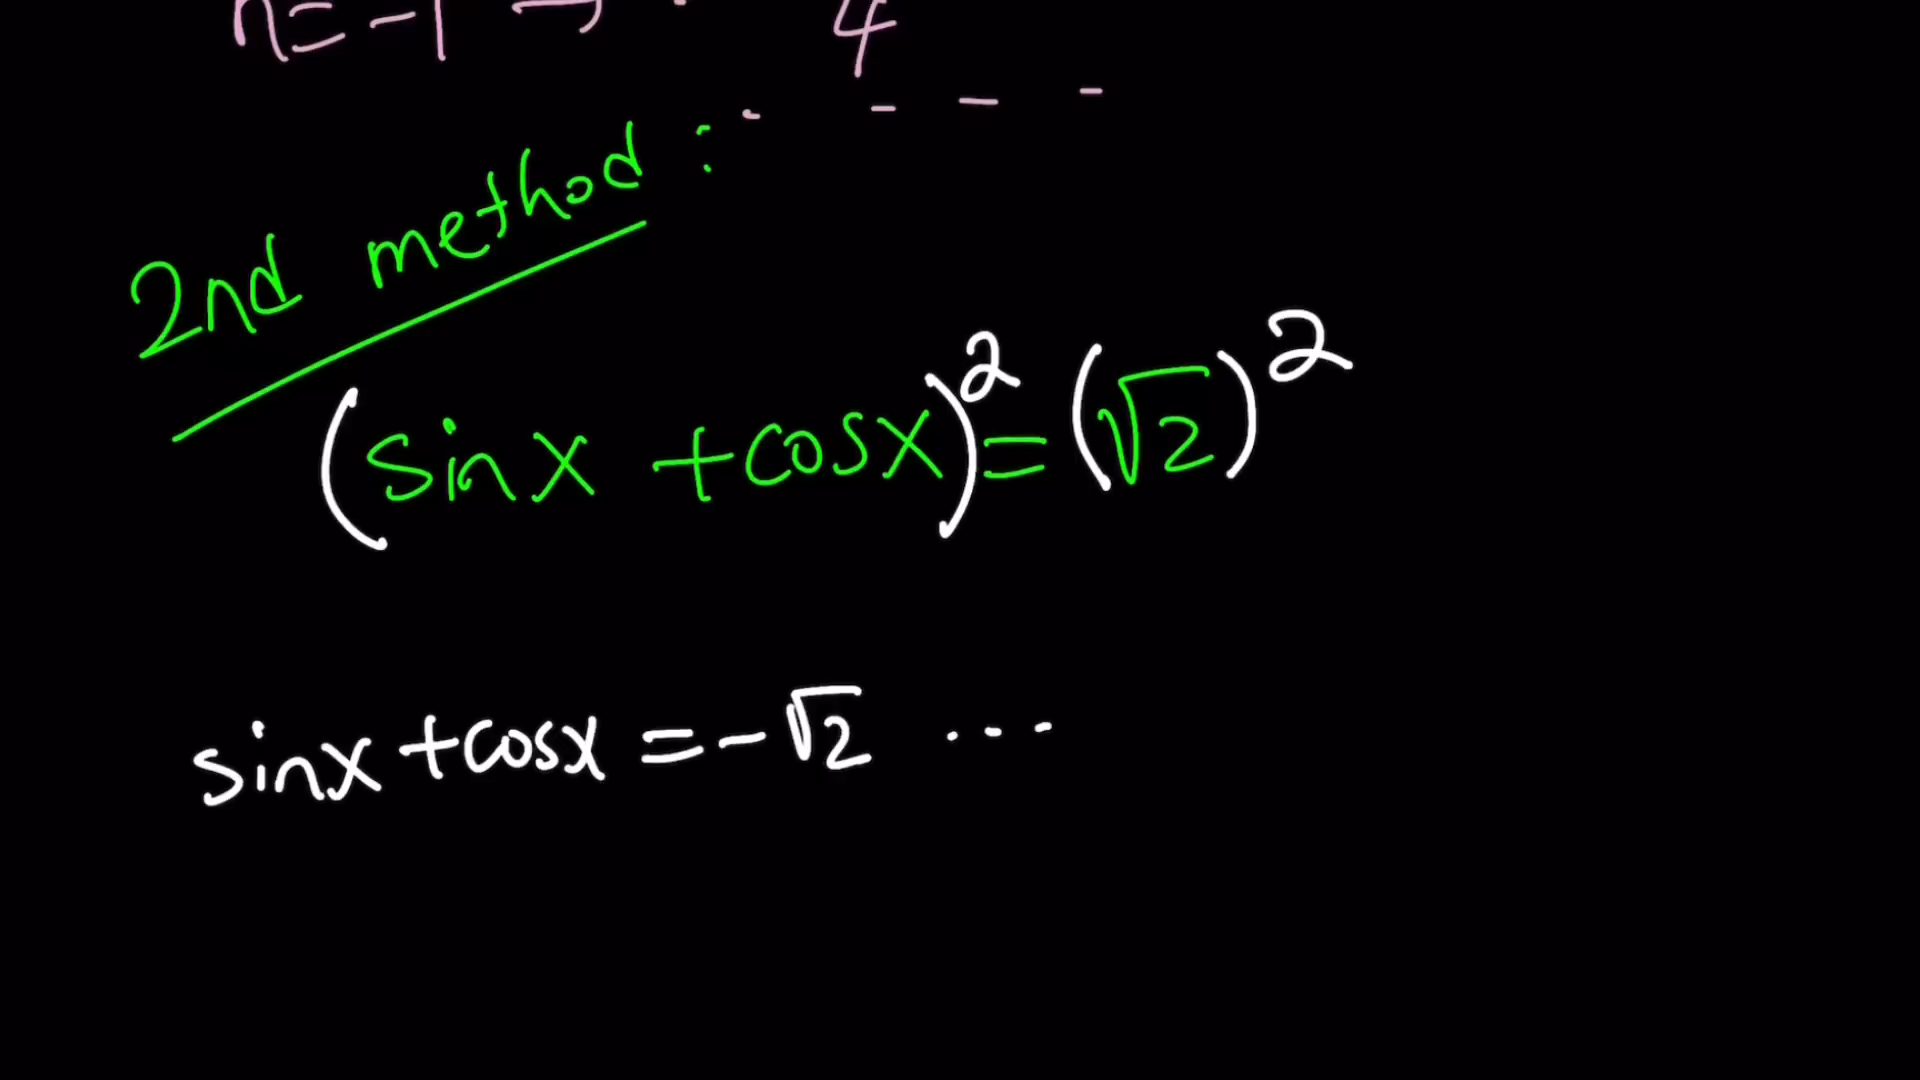 n=-1 →
4
- - - -
2nd method:
(sinx + cosx)² = (√2)²
sinx + cosx = -√2 ...